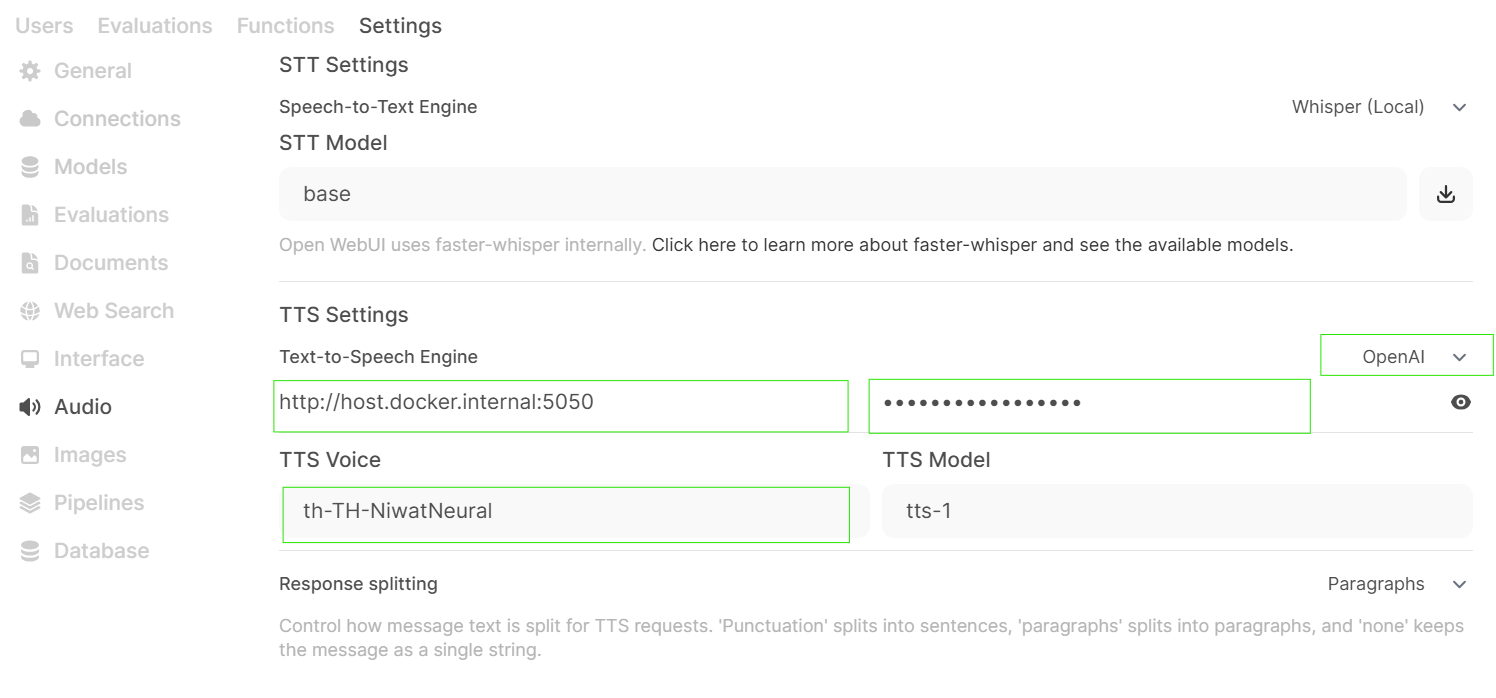 Users Evaluations Functions Settings
General
Connections
Models
Evaluations
Documents
Web Search
Interface
Audio
Images
Pipelines
Database
STT Settings
Speech-to-Text Engine Whisper (Local)
STT Model
base
Open WebUI uses faster-whisper internally. Click here to learn more about faster-whisper and see the available models.
TTS Settings
Text-to-Speech Engine OpenAI
http://host.docker.internal:5050 •••••••••••••••••
TTS Voice TTS Model
th-TH-NiwatNeural tts-1
Response splitting Paragraphs
Control how message text is split for TTS requests. 'Punctuation' splits into sentences, 'paragraphs' splits into paragraphs, and 'none' keeps
the message as a single string.